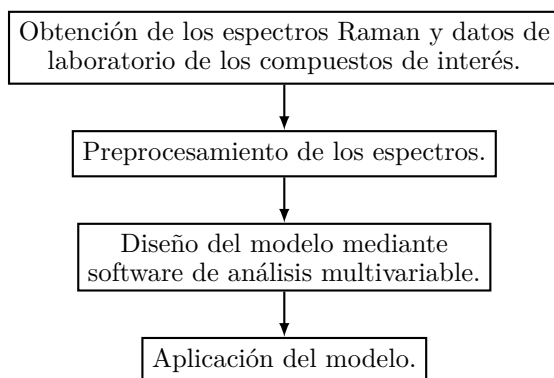 Obtención de los espectros Raman y datos de
laboratorio de los compuestos de interés.
Preprocesamiento de los espectros.
Diseño del modelo mediante
software de análisis multivariable.
Aplicación del modelo.